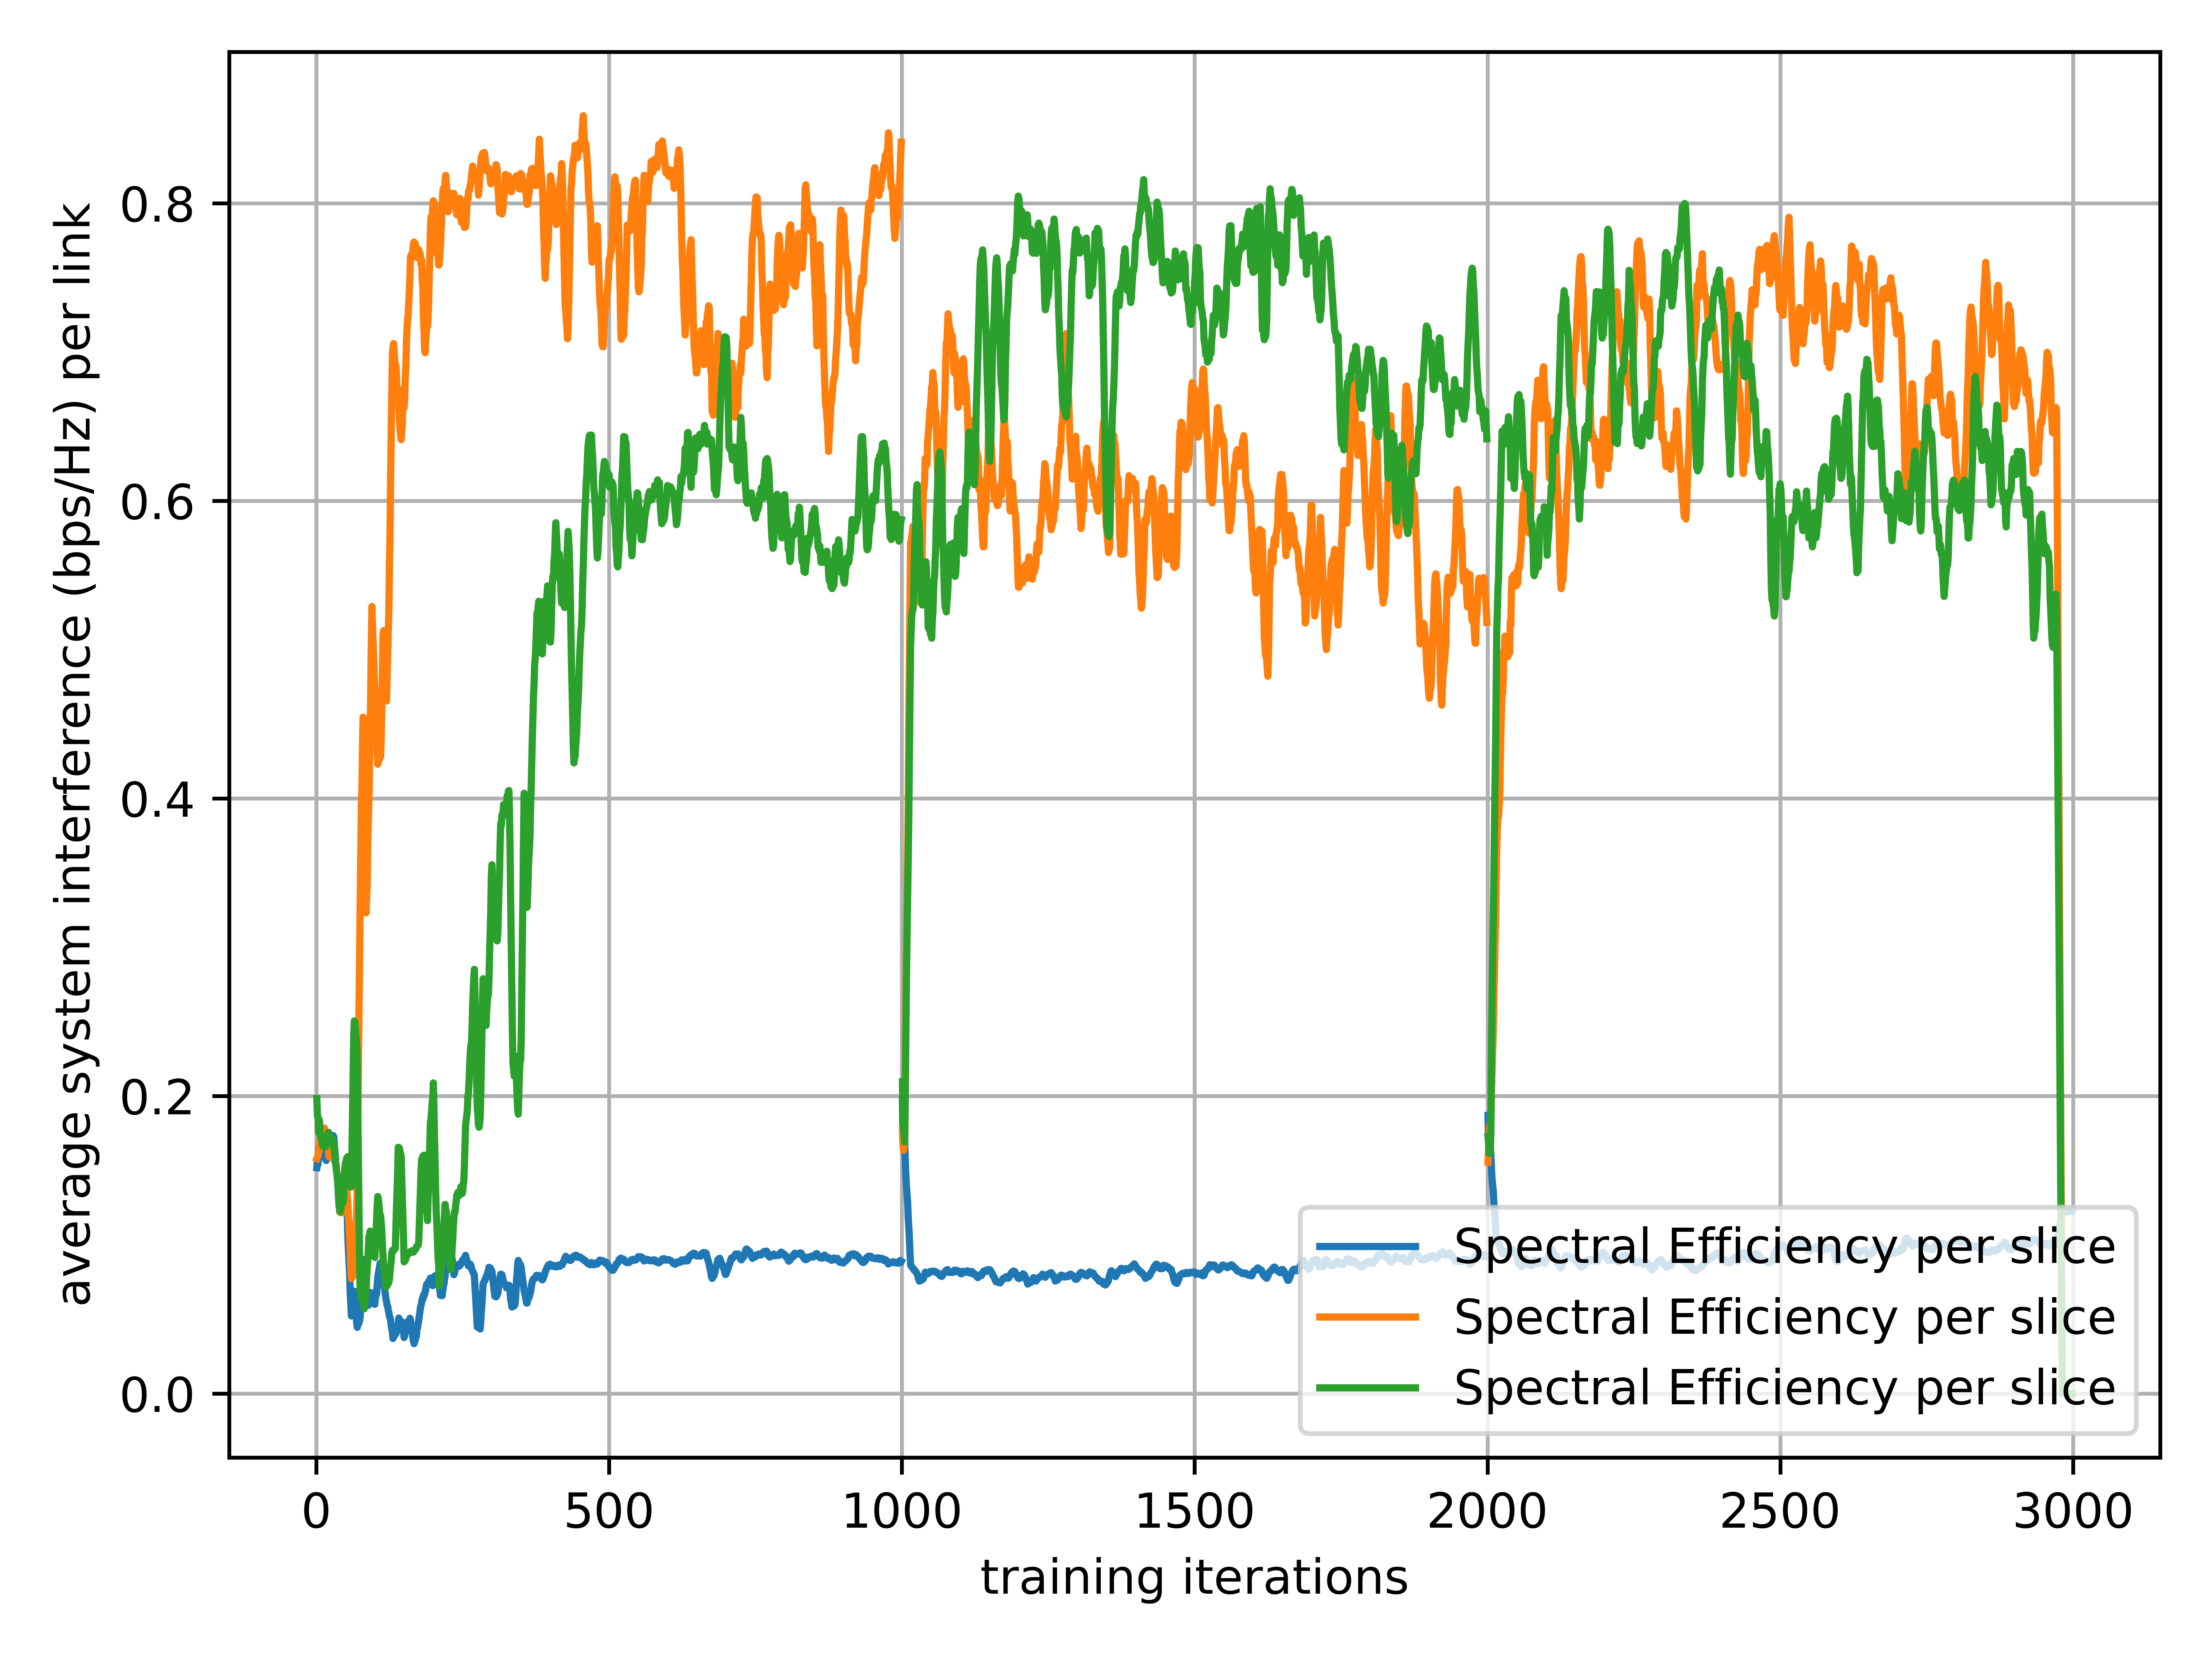 average system interference (bps/Hz) per link
0.8
0.6
0.4
0.2
0.0
Spectral Efficiency per slice
Spectral Efficiency per slice
Spectral Efficiency per slice
0 500 1000 1500 2000 2500 3000
training iterations